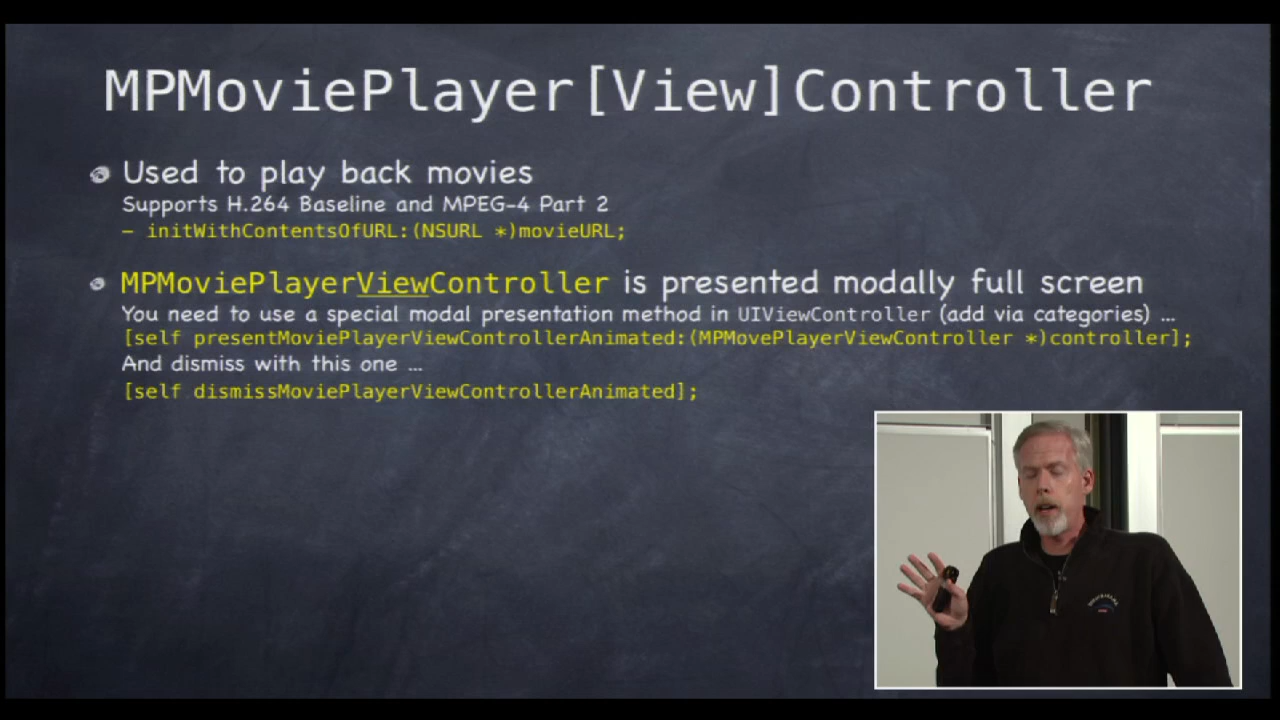 MPMoviePlayer[View]Controller
Used to play back movies
Supports H.264 Baseline and MPEG-4 Part 2
- initWithContentsOfURL:(NSURL *)movieURL;
MPMoviePlayerViewController is presented modally full screen
You need to use a special modal presentation method in UIViewController (add via categories) ...
[self presentMoviePlayerViewControllerAnimated:(MPMovePlayerViewController *)controller];
And dismiss with this one ...
[self dismissMoviePlayerViewControllerAnimated];